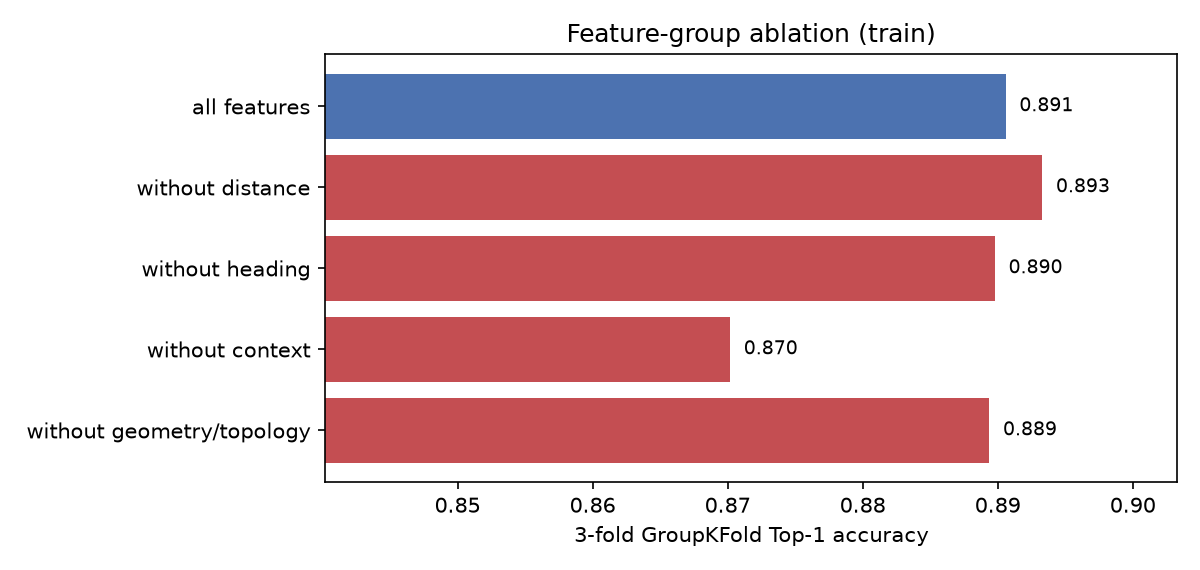 Feature-group ablation (train)
all features
0.891
without distance
0.893
without heading
0.890
without context
0.870
without geometry/topology
0.889
0.85 0.86 0.87 0.88 0.89 0.90
3-fold GroupKFold Top-1 accuracy